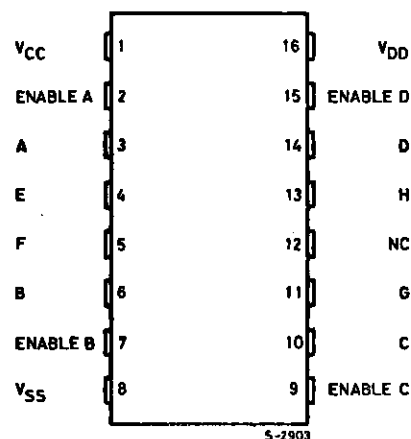 VCC 1 16 VDD
ENABLE A 2 15 ENABLE D
A 3 14 D
E 4 13 H
F 5 12 NC
B 6 11 G
ENABLE B 7 10 C
VSS 8 9 ENABLE C
S-2903